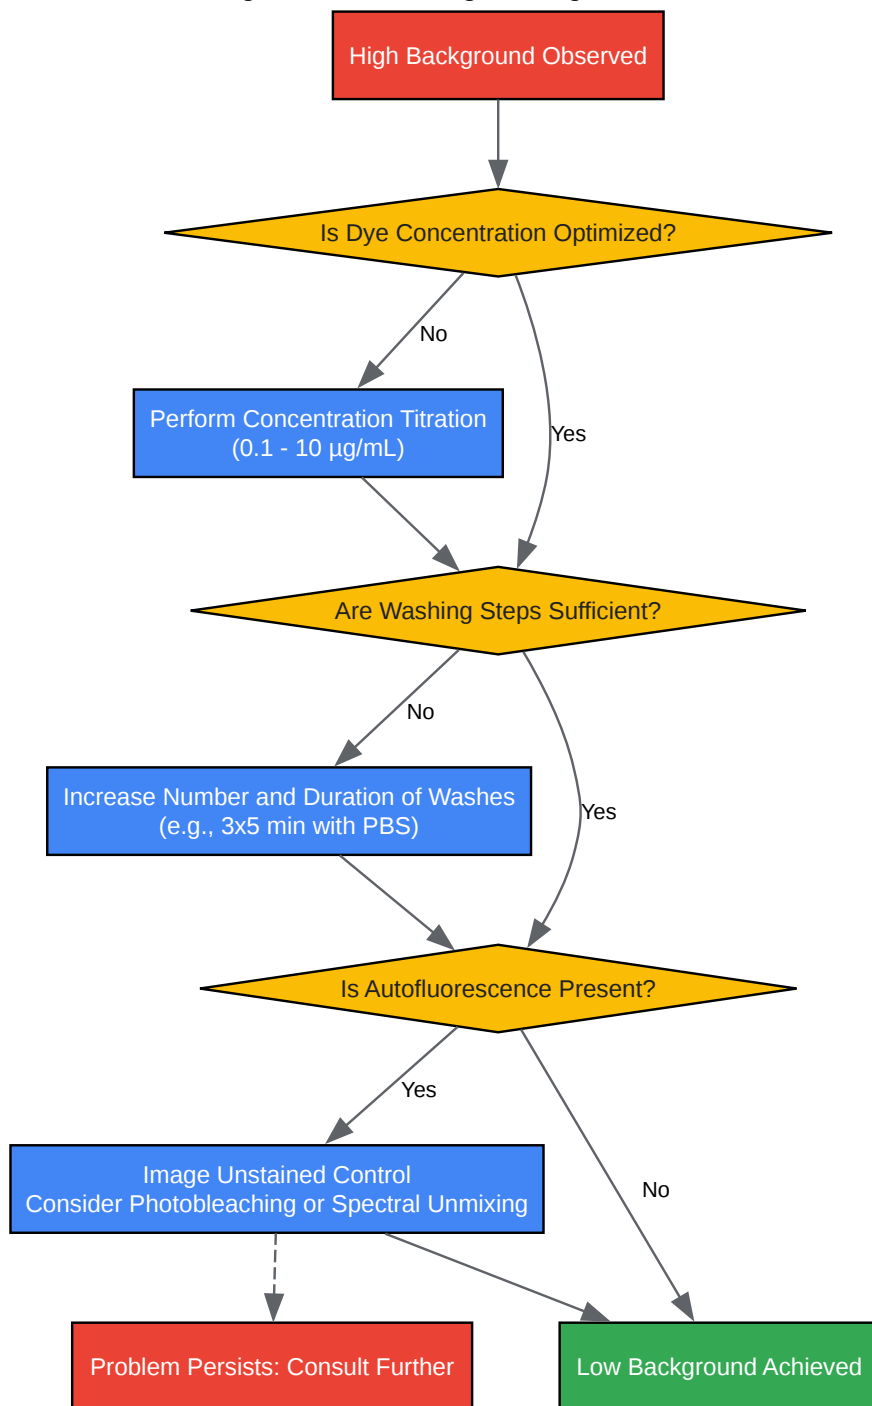 High Background Observed
Is Dye Concentration Optimized?
No
Perform Concentration Titration
(0.1 - 10 µg/mL)
Yes
Are Washing Steps Sufficient?
No
Increase Number and Duration of Washes
(e.g., 3x5 min with PBS)
Yes
Is Autofluorescence Present?
Yes
Image Unstained Control
Consider Photobleaching or Spectral Unmixing
No
Problem Persists: Consult Further
Low Background Achieved